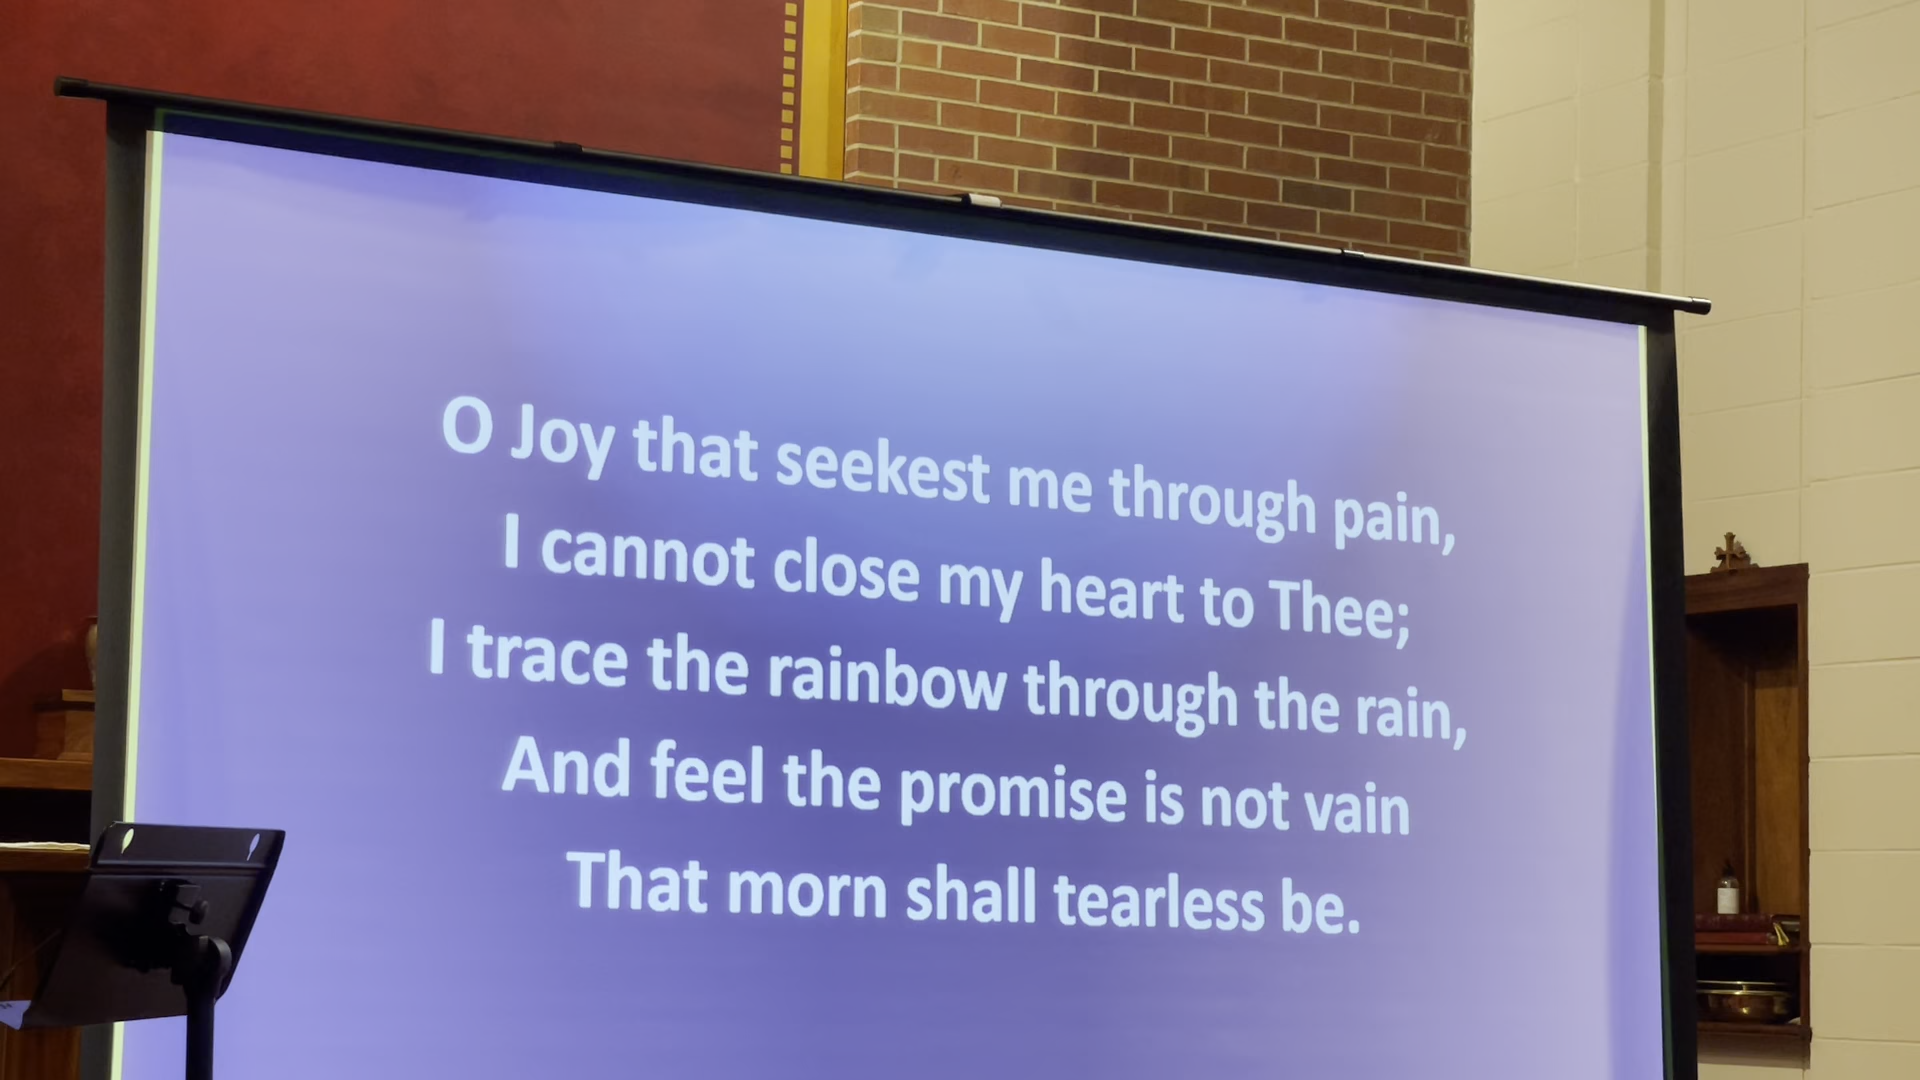 O Joy that seekest me through pain,
I cannot close my heart to Thee;
I trace the rainbow through the rain,
And feel the promise is not vain
That morn shall tearless be.